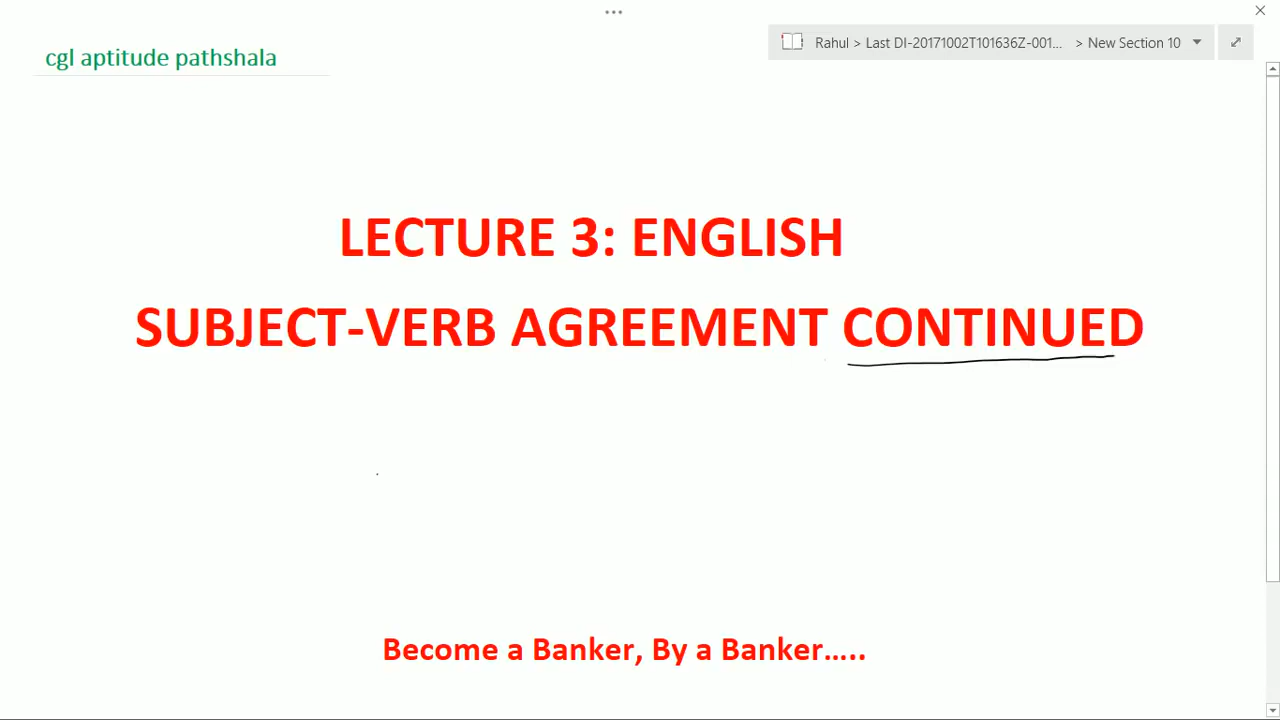 cgl aptitude pathshala
Rahul > Last DI-20171002T101636Z-001... > New Section 10
LECTURE 3: ENGLISH
SUBJECT-VERB AGREEMENT CONTINUED
Become a Banker, By a Banker.....